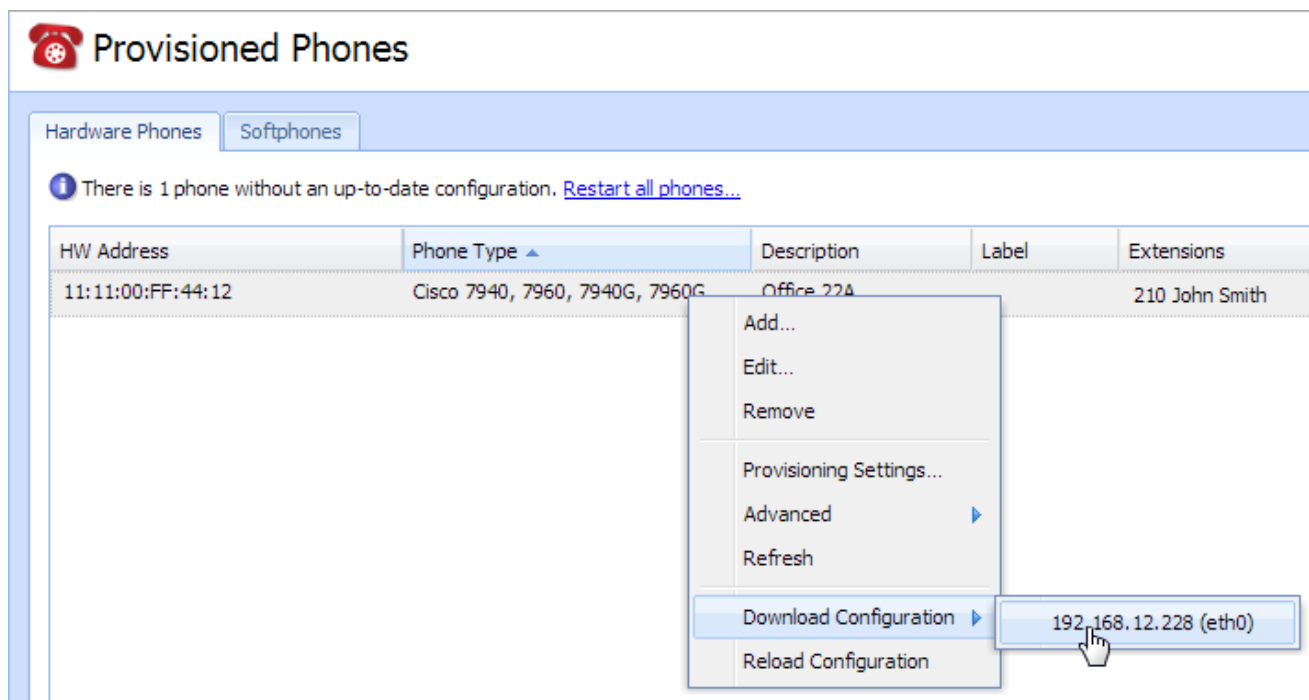 Provisioned Phones
Hardware Phones Softphones
There is 1 phone without an up-to-date configuration. Restart all phones...
HW Address Phone Type Description Label Extensions
11:11:00:FF:44:12 Cisco 7940, 7960, 7940G, 7960G Office 22A 210 John Smith
Add...
Edit...
Remove
Provisioning Settings...
Advanced
Refresh
Download Configuration 192.168.12.228 (eth0)
Reload Configuration